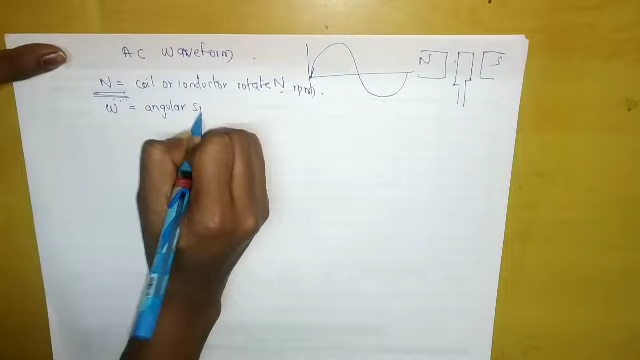 AC Waveform.
N S
N = coil or conductor rotate N rpm.
ω = angular s